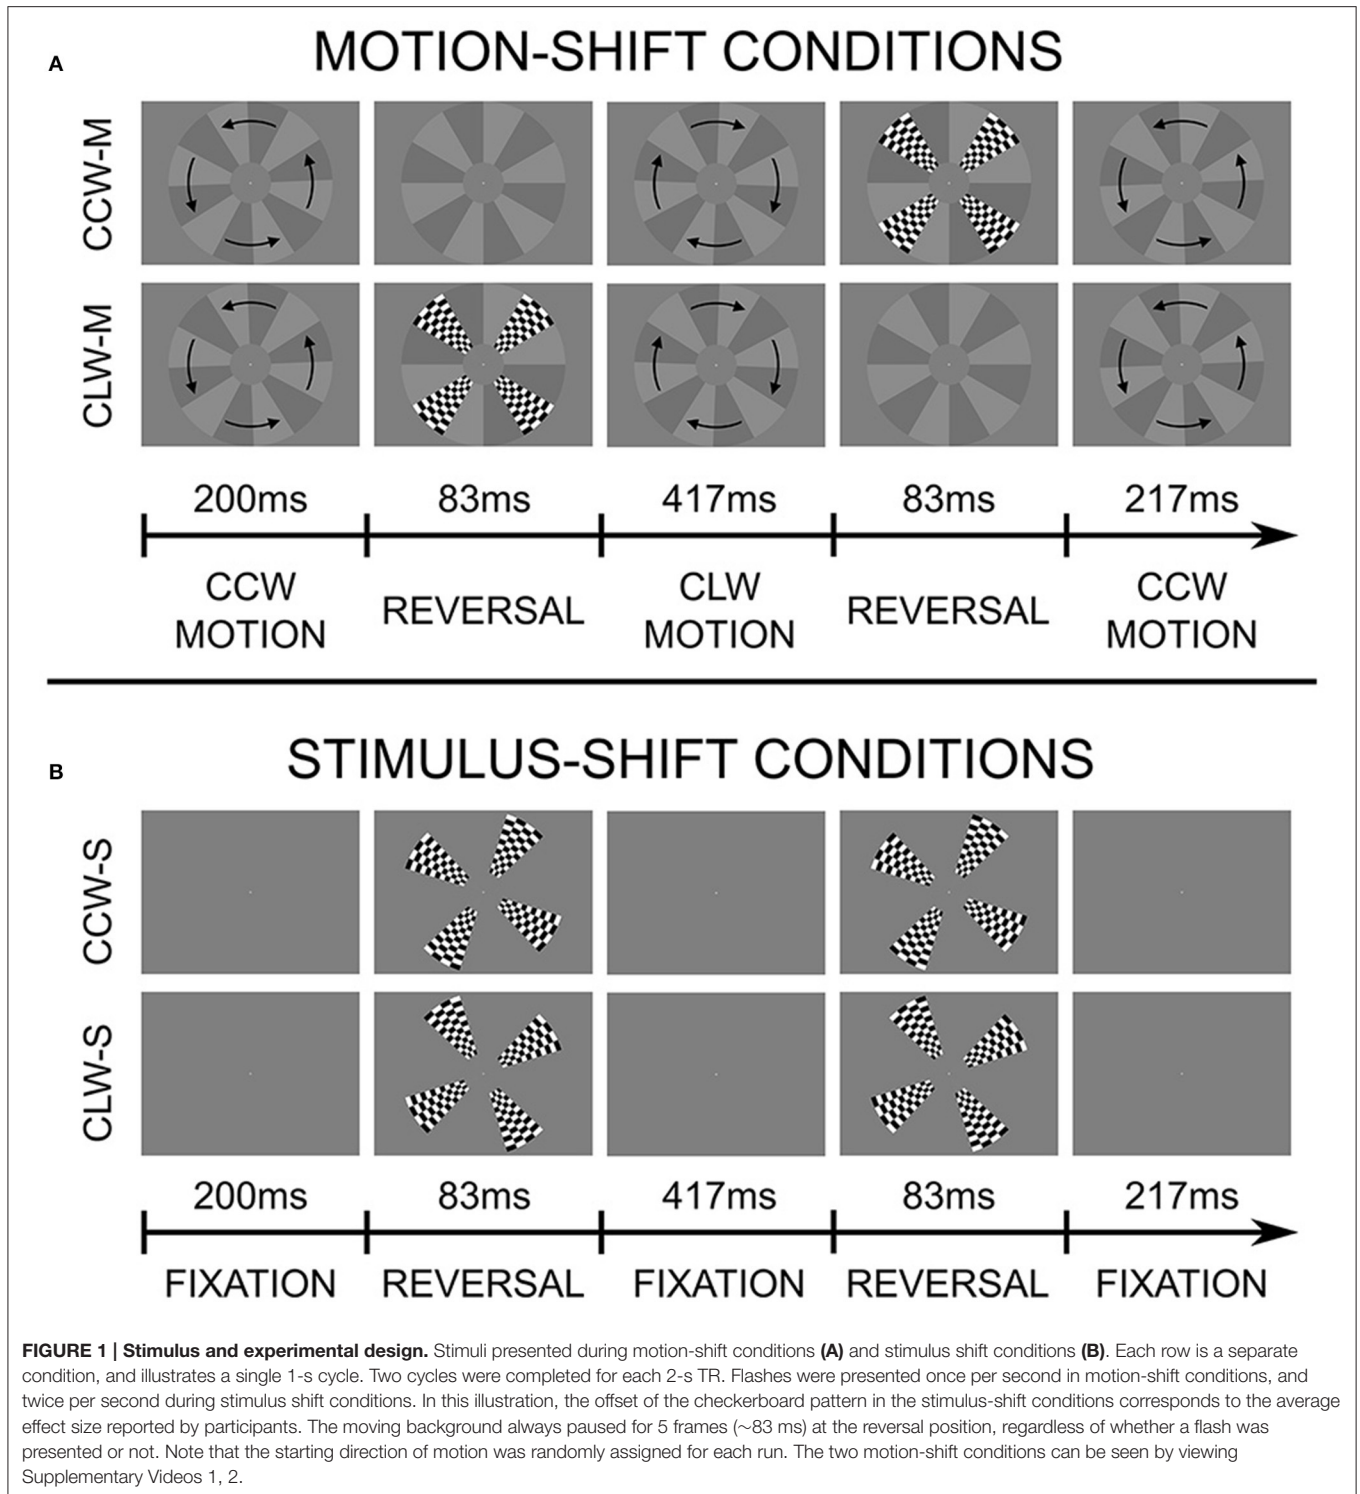 A
MOTION-SHIFT CONDITIONS
CCW-M
CLW-M
200ms 83ms 417ms 83ms 217ms
CCW MOTION REVERSAL CLW MOTION REVERSAL CCW MOTION
B
STIMULUS-SHIFT CONDITIONS
CCW-S
CLW-S
200ms 83ms 417ms 83ms 217ms
FIXATION REVERSAL FIXATION REVERSAL FIXATION
FIGURE 1 | Stimulus and experimental design. Stimuli presented during motion-shift conditions (A) and stimulus shift conditions (B). Each row is a separate
condition, and illustrates a single 1-s cycle. Two cycles were completed for each 2-s TR. Flashes were presented once per second in motion-shift conditions, and
twice per second during stimulus shift conditions. In this illustration, the offset of the checkerboard pattern in the stimulus-shift conditions corresponds to the average
effect size reported by participants. The moving background always paused for 5 frames (~83 ms) at the reversal position, regardless of whether a flash was
presented or not. Note that the starting direction of motion was randomly assigned for each run. The two motion-shift conditions can be seen by viewing
Supplementary Videos 1, 2.